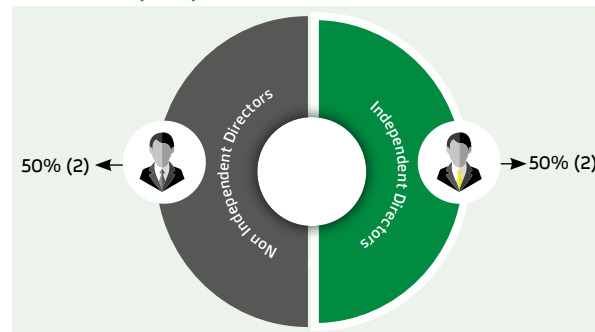 Non Independent Directors
Independent Directors
50% (2)
50% (2)